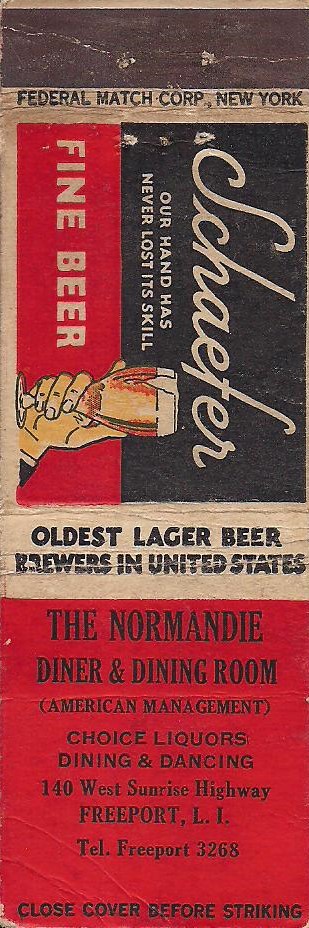 FEDERAL MATCH CORP., NEW YORK
Schaefer
OUR HAND HAS
NEVER LOST ITS SKILL
FINE BEER
OLDEST LAGER BEER
BREWERS IN UNITED STATES
THE NORMANDIE
DINER & DINING ROOM
(AMERICAN MANAGEMENT)
CHOICE LIQUORS
DINING & DANCING
140 West Sunrise Highway
FREEPORT, L. I.
Tel. Freeport 3268
CLOSE COVER BEFORE STRIKING